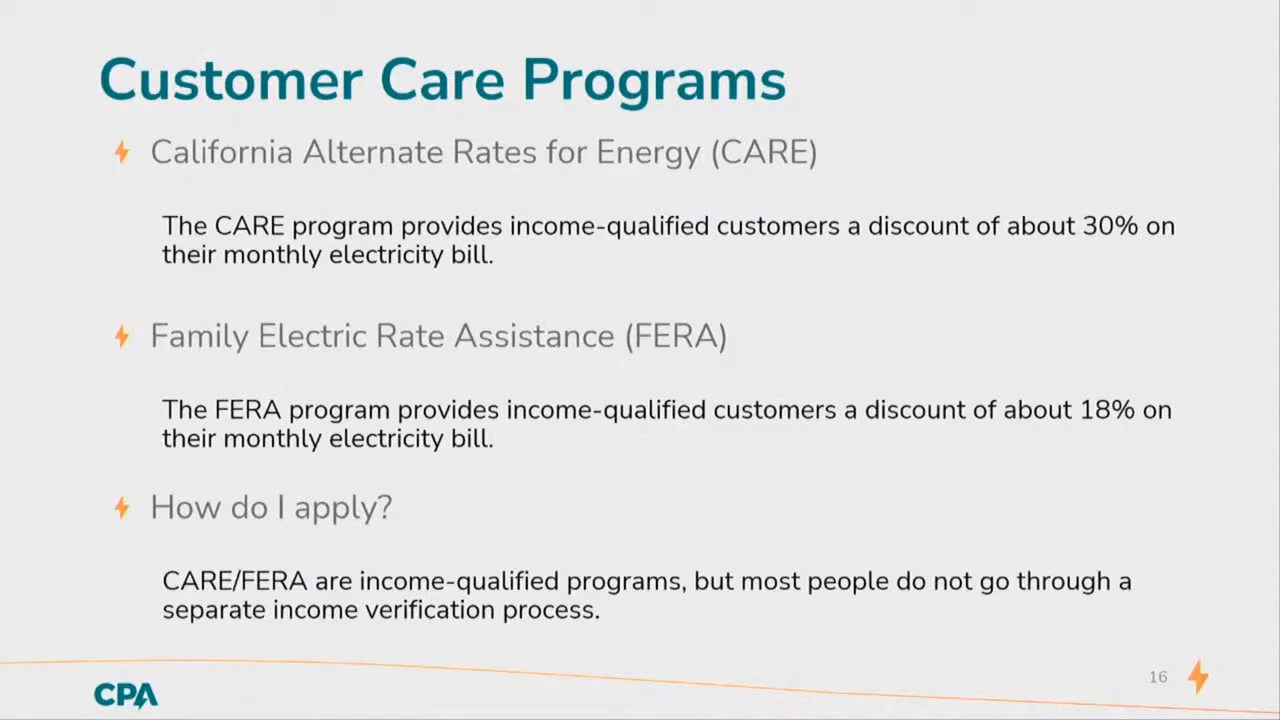 Customer Care Programs
California Alternate Rates for Energy (CARE)
The CARE program provides income-qualified customers a discount of about 30% on
their monthly electricity bill.
Family Electric Rate Assistance (FERA)
The FERA program provides income-qualified customers a discount of about 18% on
their monthly electricity bill.
How do I apply?
CARE/FERA are income-qualified programs, but most people do not go through a
separate income verification process.
16
CPA